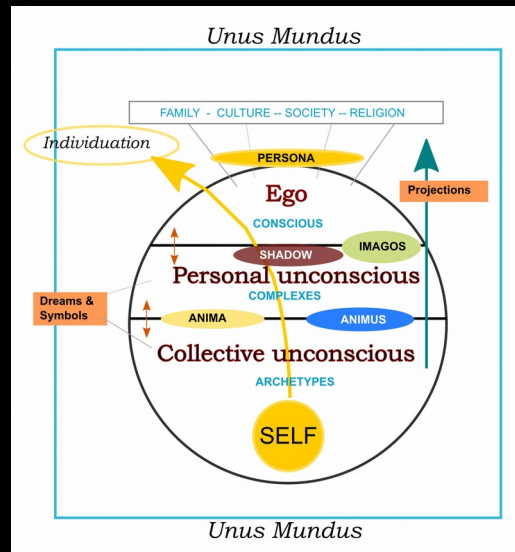 Unus Mundus
FAMILY - CULTURE -- SOCIETY -- RELIGION
Individuation
PERSONA
Ego
Projections
CONSCIOUS
IMAGOS
SHADOW
Personal unconscious
COMPLEXES
Dreams &
Symbols
ANIMA
ANIMUS
Collective unconscious
ARCHETYPES
SELF
Unus Mundus